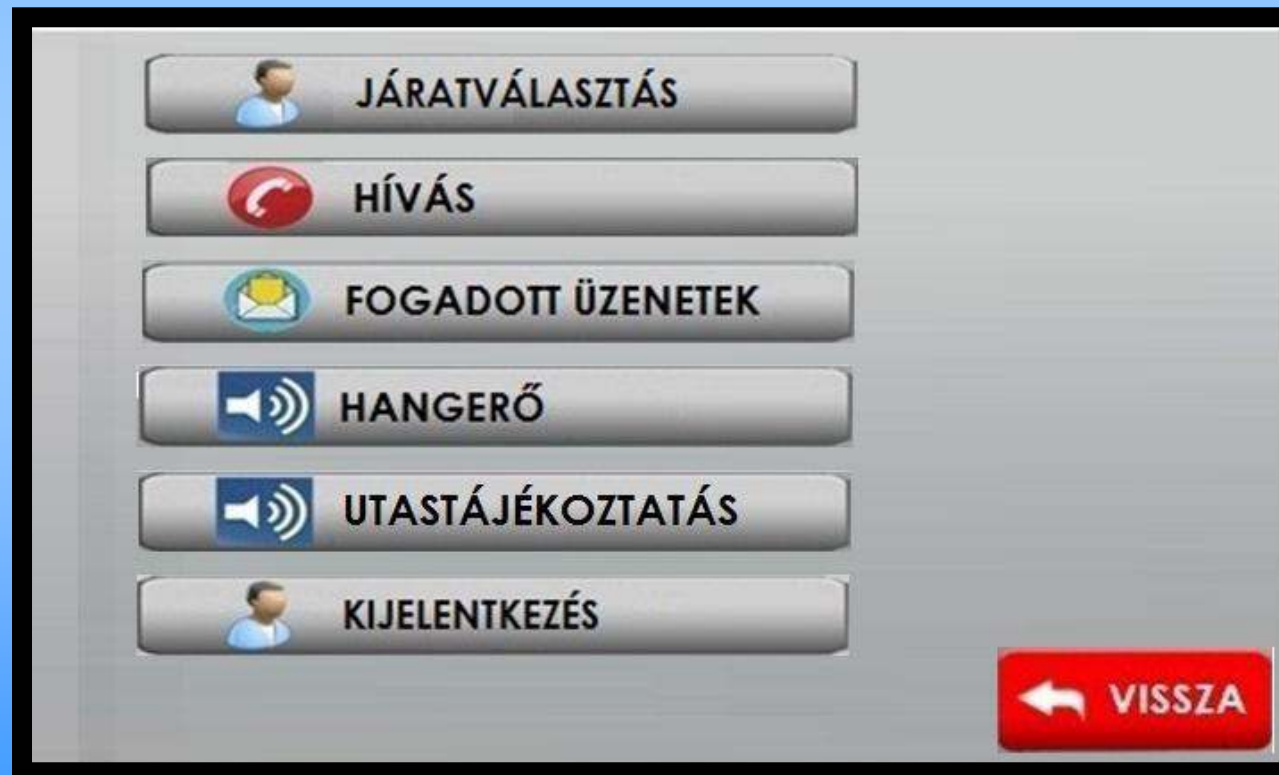 JÁRATVÁLASZTÁS
HÍVÁS
FOGADOTT ÜZENETEK
HANGERŐ
UTASTÁJÉKOZTATÁS
KIJELENTKEZÉS
VISSZA